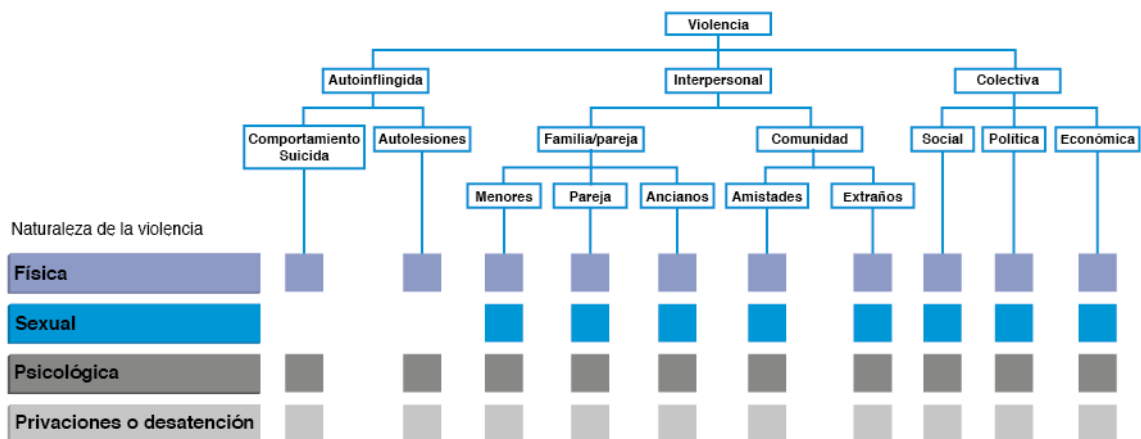 Violencia
Autoinflingida
Interpersonal
Colectiva
Comportamiento
Suicida
Autolesiones
Familia/pareja
Comunidad
Social
Política
Económica
Menores
Pareja
Ancianos
Amistades
Extraños
Naturaleza de la violencia
Física
Sexual
Psicológica
Privaciones o desatención